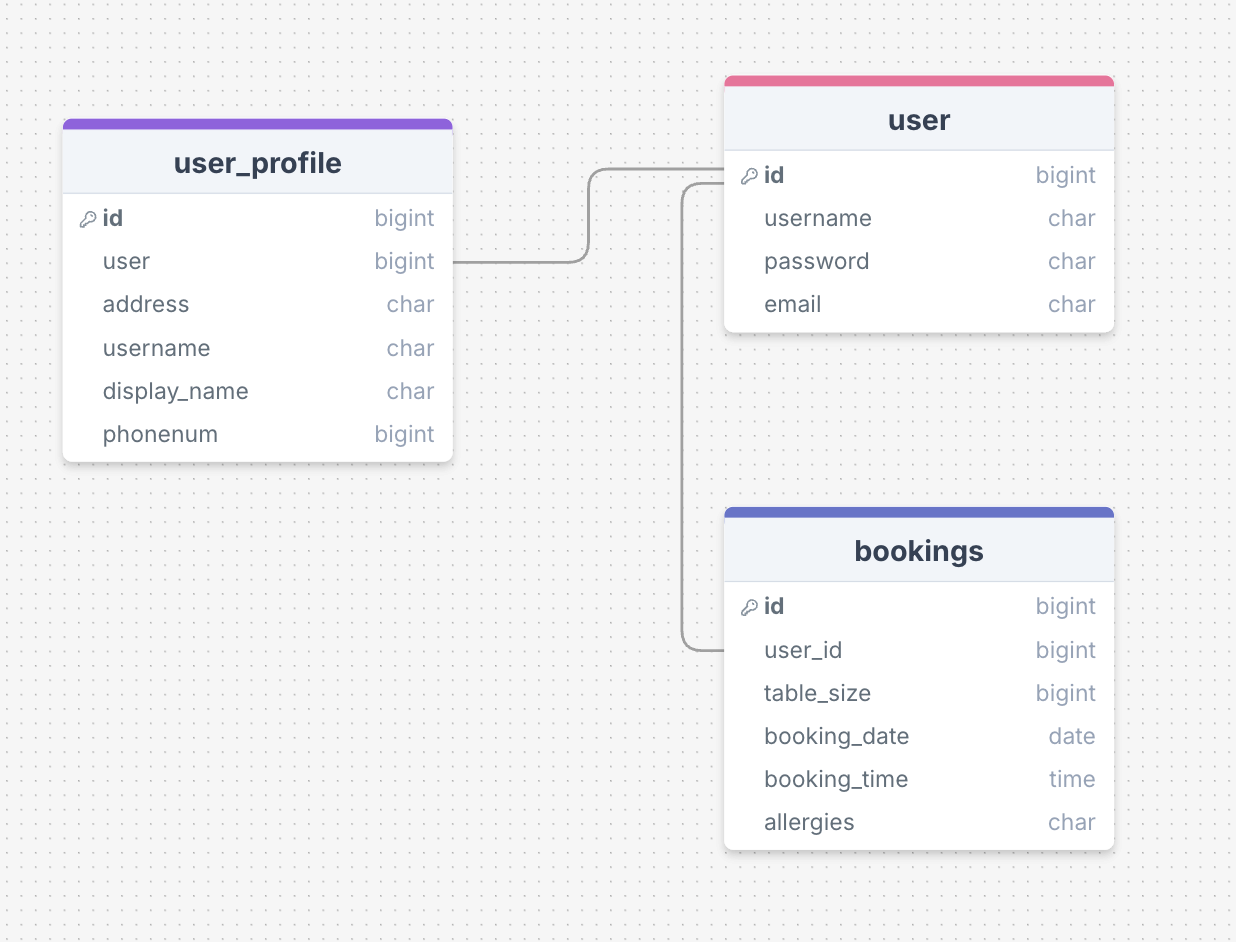 user_profile
id bigint
user bigint
address char
username char
display_name char
phonenum bigint
user
id bigint
username char
password char
email char
bookings
id bigint
user_id bigint
table_size bigint
booking_date date
booking_time time
allergies char